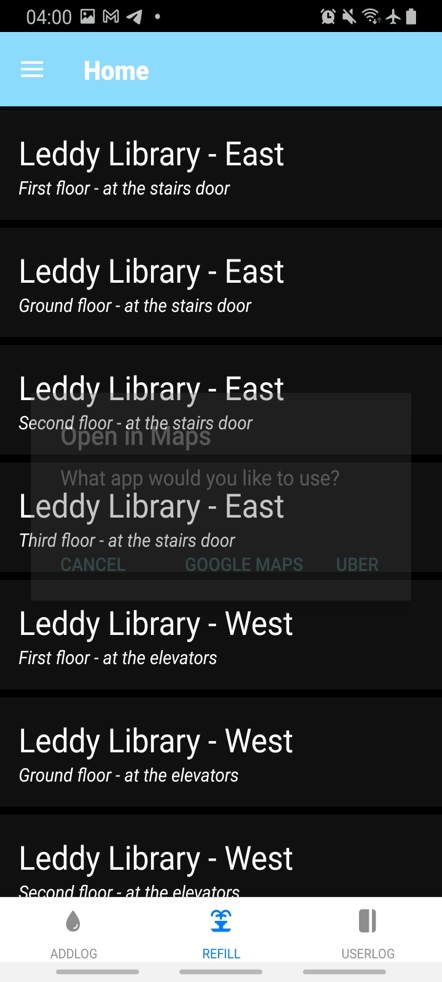 04:00
Home
Leddy Library - East
First floor - at the stairs door
Leddy Library - East
Ground floor - at the stairs door
Leddy Library - East
Second floor - at the stairs door
Open in Maps
What app would you like to use?
Leddy Library - East
Third floor - at the stairs door
CANCEL GOOGLE MAPS UBER
Leddy Library - West
First floor - at the elevators
Leddy Library - West
Ground floor - at the elevators
Leddy Library - West
Second floor - at the elevators
ADDLOG REFILL USERLOG